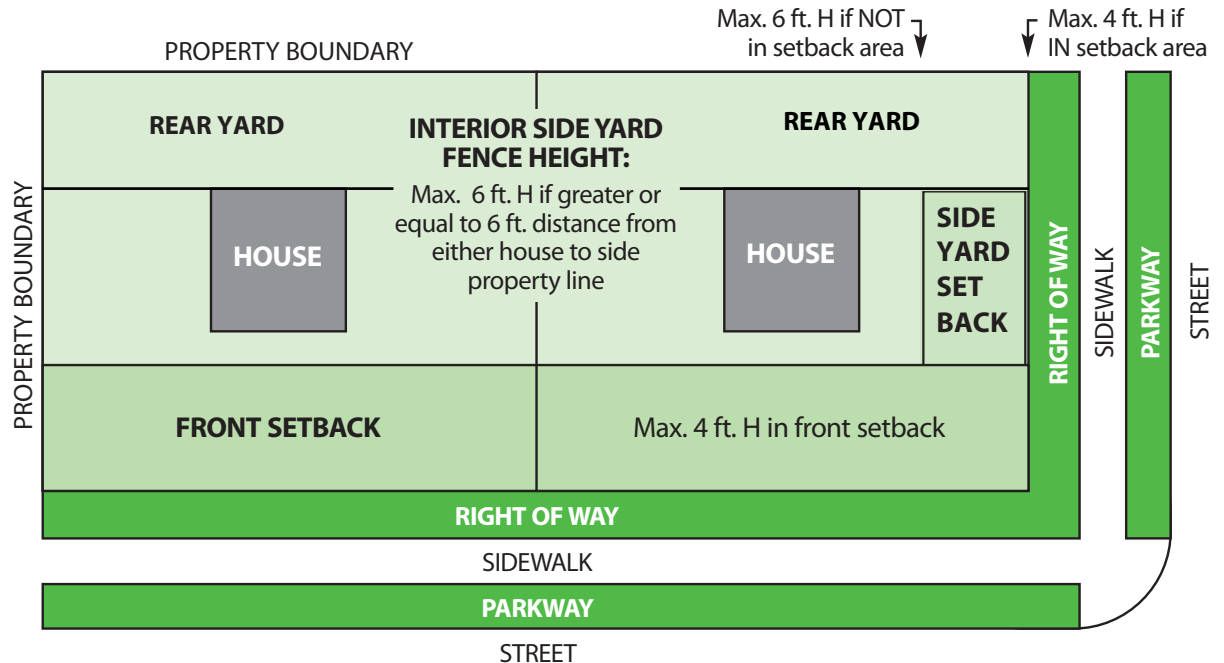 Max. 6 ft. H if NOT
in setback area
Max. 4 ft. H if
IN setback area
PROPERTY BOUNDARY
REAR YARD
INTERIOR SIDE YARD
FENCE HEIGHT:
Max. 6 ft. H if greater or
equal to 6 ft. distance from
either house to side
property line
REAR YARD
PROPERTY BOUNDARY
HOUSE
HOUSE
SIDE
YARD
SET
BACK
RIGHT OF WAY
SIDEWALK
PARKWAY
STREET
FRONT SETBACK
Max. 4 ft. H in front setback
RIGHT OF WAY
SIDEWALK
PARKWAY
STREET